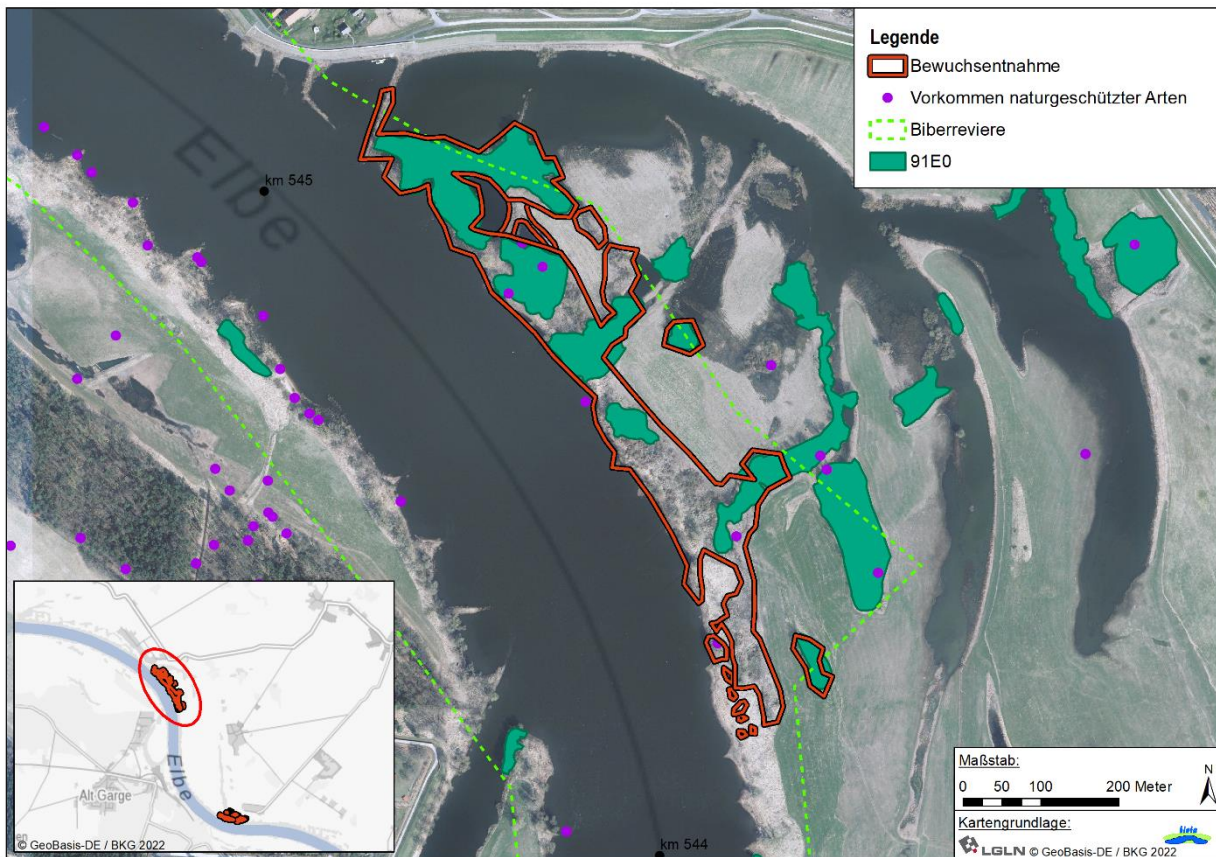 Legende
Bewuchsentnahme
Vorkommen naturgeschützter Arten
Biberreviere
91E0
Elbe
km 545
km 544
Elbe
Alt Garge
© GeoBasis-DE / BKG 2022
Maßstab:
0 50 100 200 Meter
N
Kartengrundlage:
LGLN © GeoBasis-DE / BKG 2022